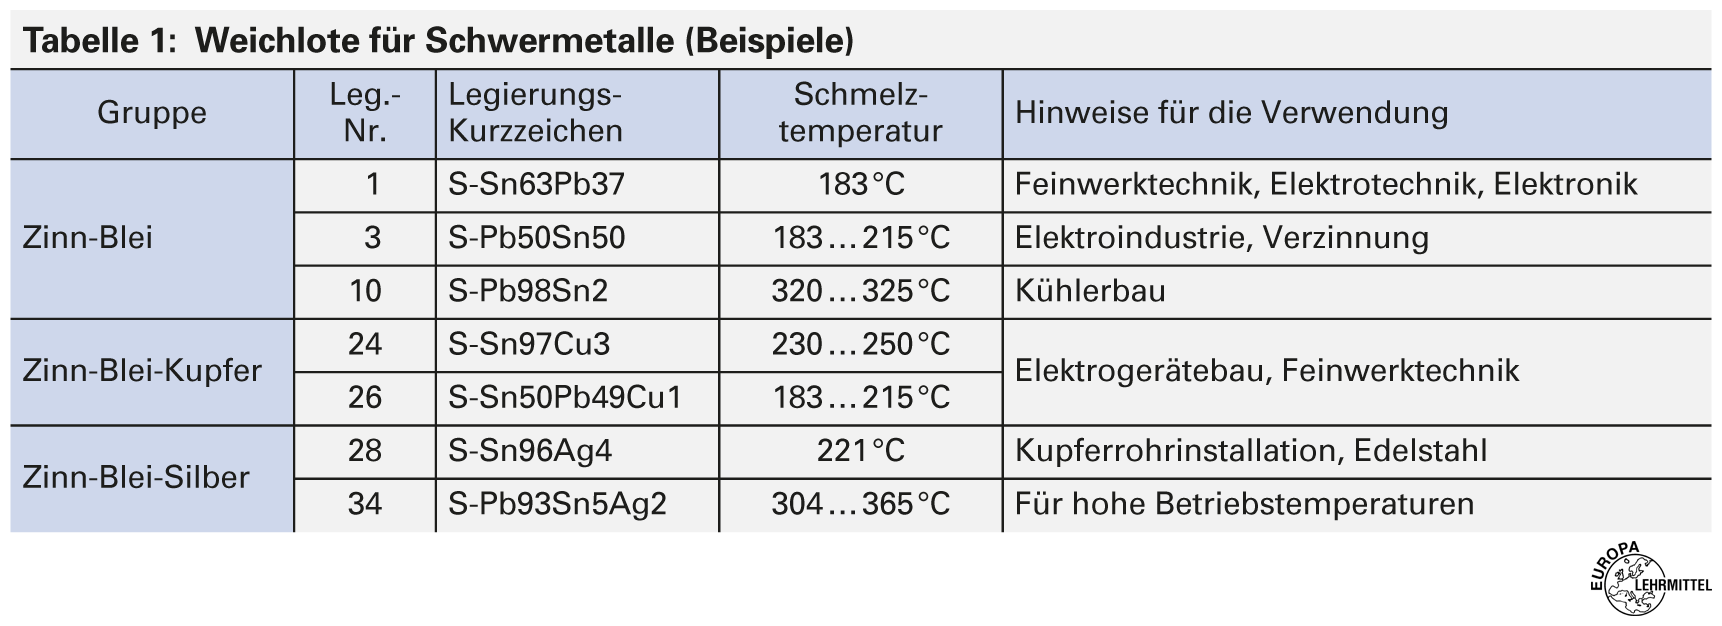 Tabelle 1: Weichlote für Schwermetalle (Beispiele)
Gruppe
Leg.-
Nr.
Legierungs-
Kurzzeichen
Schmelz-
temperatur
Hinweise für die Verwendung
Zinn-Blei
1 S-Sn63Pb37 183 °C Feinwerktechnik, Elektrotechnik, Elektronik
3 S-Pb50Sn50 183 … 215 °C Elektroindustrie, Verzinnung
10 S-Pb98Sn2 320 … 325 °C Kühlerbau
Zinn-Blei-Kupfer
24 S-Sn97Cu3 230 … 250 °C
26 S-Sn50Pb49Cu1 183 … 215 °C
Elektrogerätebau, Feinwerktechnik
Zinn-Blei-Silber
28 S-Sn96Ag4 221 °C Kupferrohrinstallation, Edelstahl
34 S-Pb93Sn5Ag2 304 … 365 °C Für hohe Betriebstemperaturen
EUROPA
LEHRMITTEL